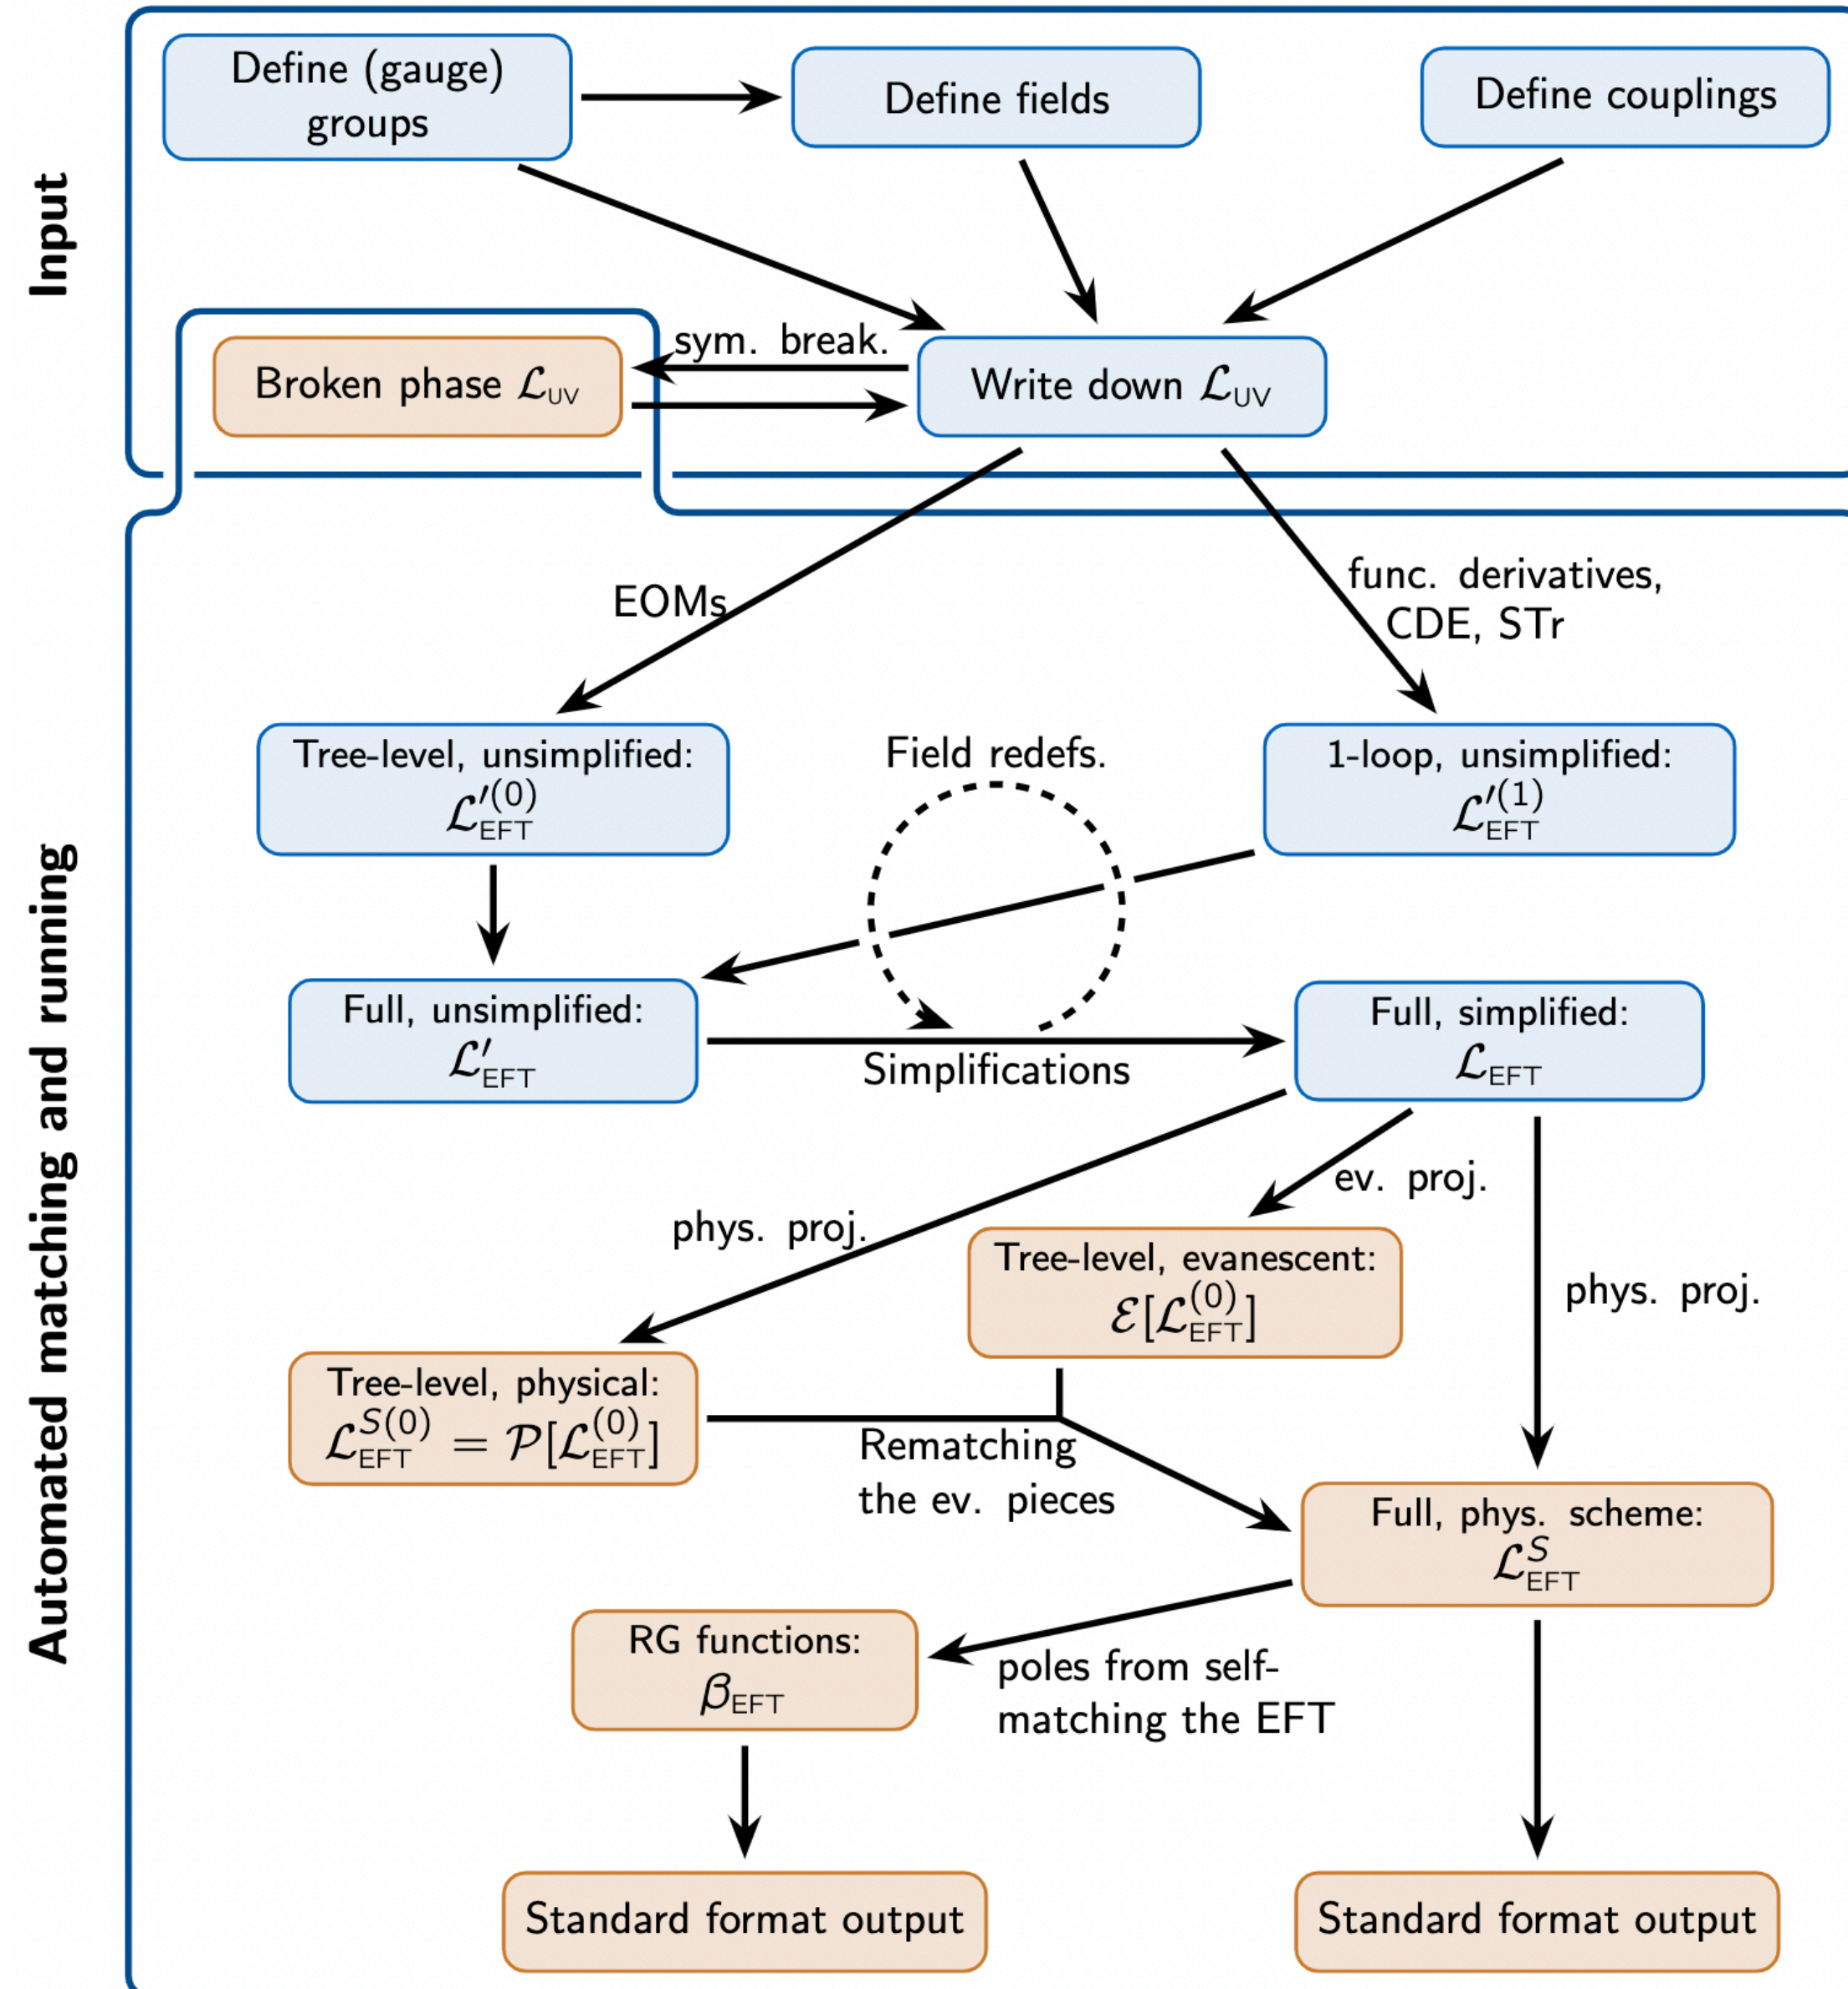 Input
Define (gauge)
groups
Define fields
Define couplings
sym. break.
Broken phase ℒ_UV
Write down ℒ_UV
Automated matching and running
EOMs
func. derivatives,
CDE, STr
Tree-level, unsimplified:
ℒ′^(0)_EFT
Field redefs.
1-loop, unsimplified:
ℒ′^(1)_EFT
Full, unsimplified:
ℒ′_EFT
Simplifications
Full, simplified:
ℒ_EFT
phys. proj.
ev. proj.
phys. proj.
Tree-level, evanescent:
ℰ[ℒ^(0)_EFT]
Tree-level, physical:
ℒ^S(0)_EFT = 𝒫[ℒ^(0)_EFT]
Rematching
the ev. pieces
Full, phys. scheme:
ℒ^S_EFT
RG functions:
β_EFT
poles from self-
matching the EFT
Standard format output
Standard format output